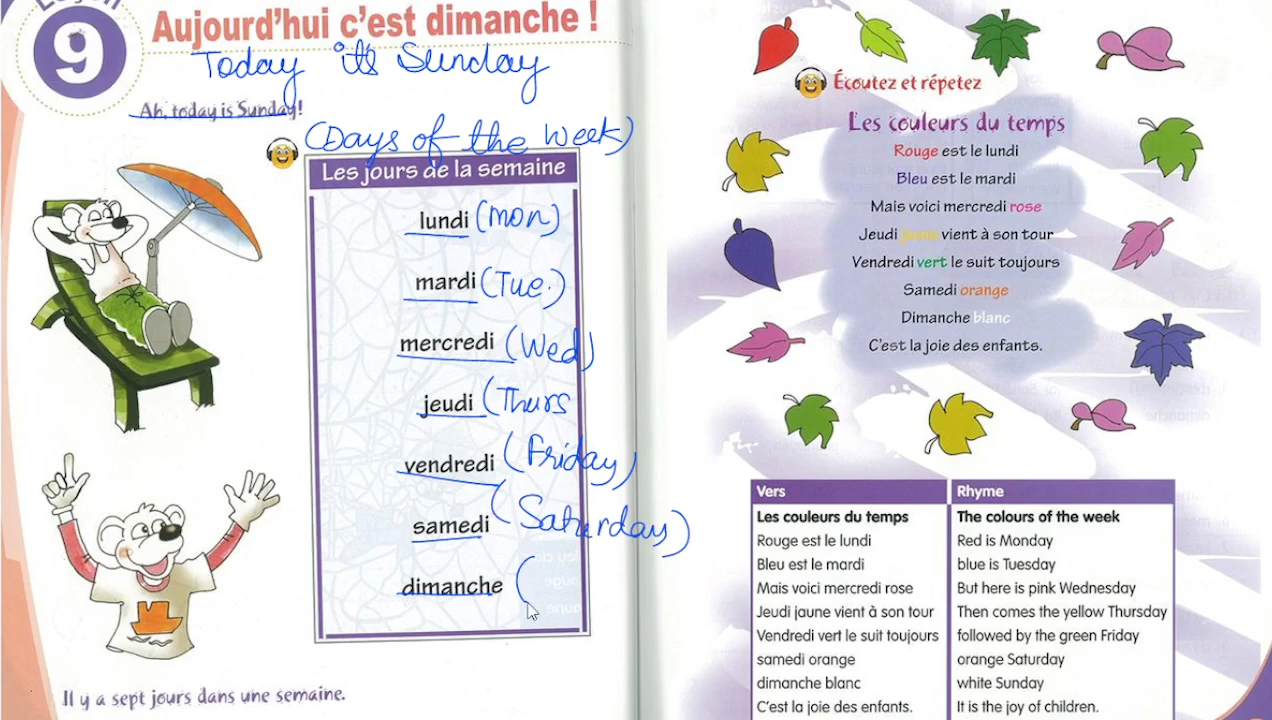 Leçon
9
Aujourd'hui c'est dimanche !
Today it's Sunday
Ah, today is Sunday!
(Days of the Week)
Les jours de la semaine
lundi (Mon)
mardi (Tue.)
mercredi (Wed)
jeudi (Thurs
vendredi (Friday)
samedi (Saturday)
dimanche (
Il y a sept jours dans une semaine.
Écoutez et répetez
Les couleurs du temps
Rouge est le lundi
Bleu est le mardi
Mais voici mercredi rose
Jeudi jaune vient à son tour
Vendredi vert le suit toujours
Samedi orange
Dimanche blanc
C'est la joie des enfants.
Vers Rhyme
Les couleurs du temps The colours of the week
Rouge est le lundi Red is Monday
Bleu est le mardi blue is Tuesday
Mais voici mercredi rose But here is pink Wednesday
Jeudi jaune vient à son tour Then comes the yellow Thursday
Vendredi vert le suit toujours followed by the green Friday
samedi orange orange Saturday
dimanche blanc white Sunday
C'est la joie des enfants. It is the joy of children.